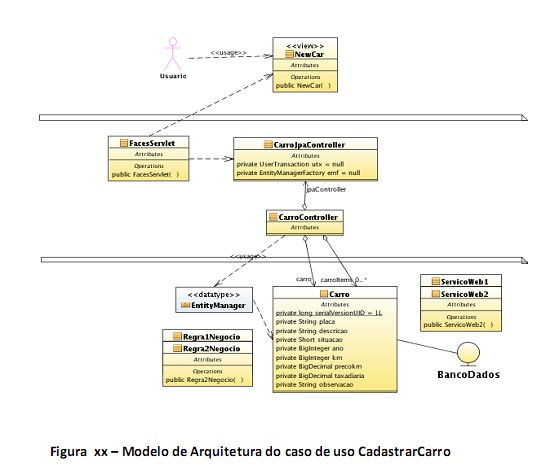 <<usage>>
Usuario
<<view>>
NewCar
Attributes
Operations
public NewCar( )
FacesServlet
Attributes
Operations
public FacesServlet( )
CarroJpaController
Attributes
private UserTransaction utx = null
private EntityManagerFactory emf = null
jpaController
CarroController
Attributes
<<usage>>
carro
carroItems 0..*
<<datatype>>
EntityManager
Carro
Attributes
private long serialVersionUID = 1L
private String placa
private String descricao
private Short situacao
private BigInteger ano
private BigInteger km
private BigDecimal precokm
private BigDecimal taxadiaria
private String observacao
ServicoWeb1
ServicoWeb2
Attributes
Operations
public ServicoWeb2( )
Regra1Negocio
Regra2Negocio
Attributes
Operations
public Regra2Negocio( )
BancoDados
Figura xx – Modelo de Arquitetura do caso de uso CadastrarCarro